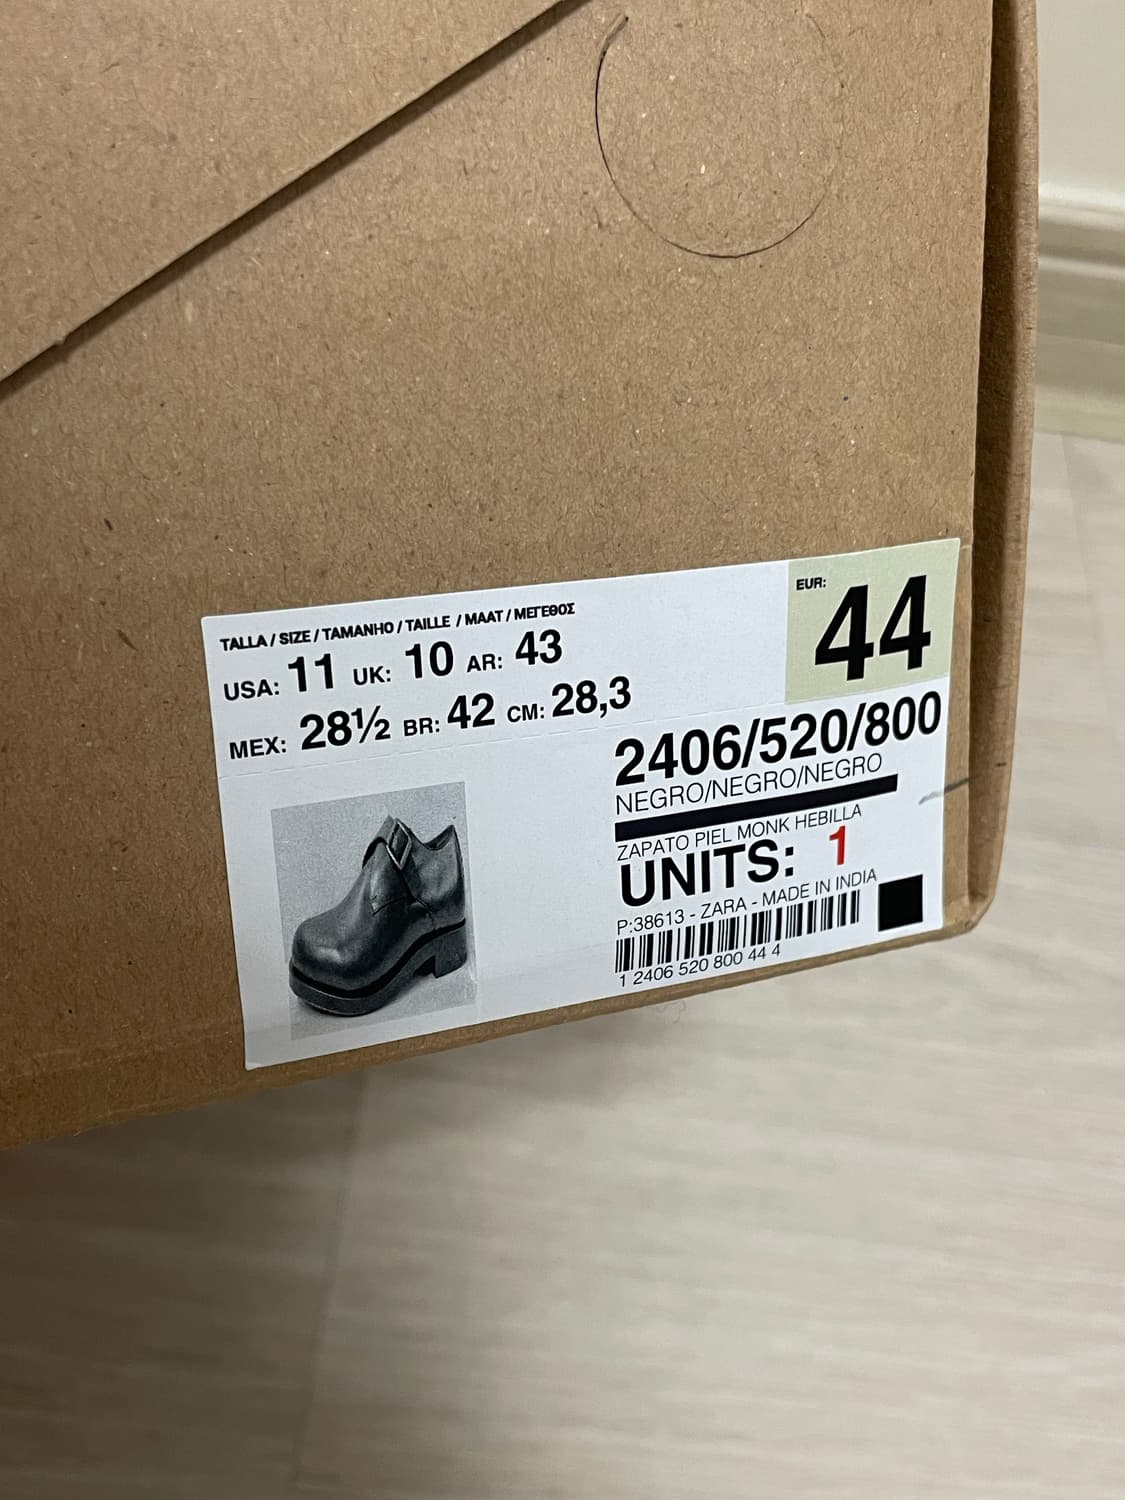 TALLA / SIZE / TAMANHO / TAILLE / MAAT / ΜΕΓΕΘΟΣ
USA: 11 UK: 10 AR: 43
MEX: 28½ BR: 42 CM: 28,3
EUR: 44
2406/520/800
NEGRO/NEGRO/NEGRO
ZAPATO PIEL MONK HEBILLA
UNITS: 1
P:38613 - ZARA - MADE IN INDIA
1 2406 520 800 44 4